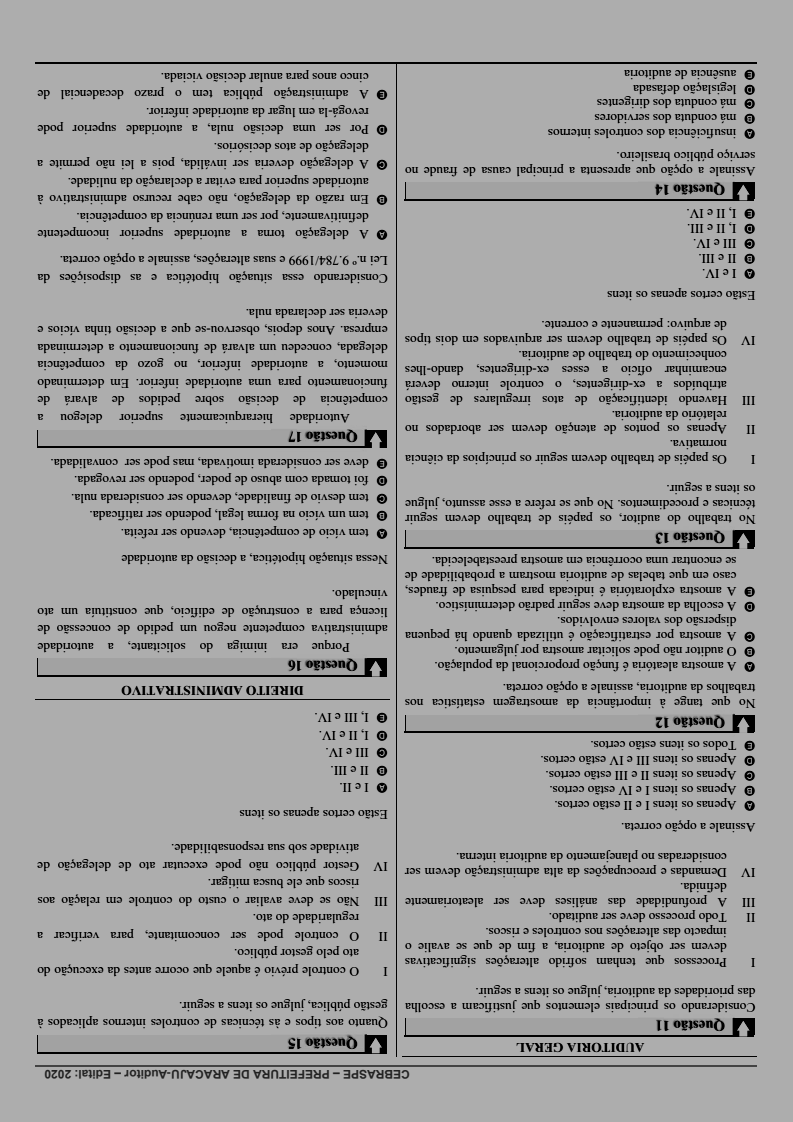 CEBRASPE – PREFEITURA DE ARACAJU-Auditor – Edital: 2020
AUDITORIA GERAL
Questão 11
Considerando os principais elementos que justificam a escolha
das prioridades da auditoria, julgue os itens a seguir.
I Processos que tenham sofrido alterações significativas
devem ser objeto de auditoria, a fim de que se avalie o
impacto das alterações nos controles e riscos.
II Todo processo deve ser auditado.
III A profundidade das análises deve ser aleatoriamente
definida.
IV Demandas e preocupações da alta administração devem ser
consideradas no planejamento da auditoria interna.
Assinale a opção correta.
A Apenas os itens I e II estão certos.
B Apenas os itens I e IV estão certos.
C Apenas os itens II e III estão certos.
D Apenas os itens III e IV estão certos.
E Todos os itens estão certos.
Questão 12
No que tange à importância da amostragem estatística nos
trabalhos da auditoria, assinale a opção correta.
A A amostra aleatória é função proporcional da população.
B O auditor não pode solicitar amostra por julgamento.
C A amostra por estratificação é utilizada quando há pequena
dispersão dos valores envolvidos.
D A escolha da amostra deve seguir padrão determinístico.
E A amostra exploratória é indicada para pesquisa de fraudes,
caso em que tabelas de auditoria mostram a probabilidade de
se encontrar uma ocorrência em amostra preestabelecida.
Questão 13
No trabalho do auditor, os papéis de trabalho devem seguir
técnicas e procedimentos. No que se refere a esse assunto, julgue
os itens a seguir.
I Os papéis de trabalho devem seguir os princípios da ciência
normativa.
II Apenas os pontos de atenção devem ser abordados no
relatório da auditoria.
III Havendo identificação de atos irregulares de gestão
atribuídos a ex-dirigentes, o controle interno deverá
encaminhar ofício a esses ex-dirigentes, dando-lhes
conhecimento do trabalho de auditoria.
IV Os papéis de trabalho devem ser arquivados em dois tipos
de arquivo: permanente e corrente.
Estão certos apenas os itens
A I e IV.
B II e III.
C III e IV.
D I, II e III.
E I, II e IV.
Questão 14
Assinale a opção que apresenta a principal causa de fraude no
serviço público brasileiro.
A insuficiência dos controles internos
B má conduta dos servidores
C má conduta dos dirigentes
D legislação defasada
E ausência de auditoria
Questão 15
Quanto aos tipos e às técnicas de controles internos aplicados à
gestão pública, julgue os itens a seguir.
I O controle prévio é aquele que ocorre antes da execução do
ato pelo gestor público.
II O controle pode ser concomitante, para verificar a
regularidade do ato.
III Não se deve avaliar o custo do controle em relação aos
riscos que ele busca mitigar.
IV Gestor público não pode executar ato de delegação de
atividade sob sua responsabilidade.
Estão certos apenas os itens
A I e II.
B II e III.
C III e IV.
D I, II e IV.
E I, III e IV.
DIREITO ADMINISTRATIVO
Questão 16
Porque era inimiga do solicitante, a autoridade
administrativa competente negou um pedido de concessão de
licença para a construção de edifício, que constituía um ato
vinculado.
Nessa situação hipotética, a decisão da autoridade
A tem vício de competência, devendo ser refeita.
B tem um vício na forma legal, podendo ser ratificada.
C tem desvio de finalidade, devendo ser considerada nula.
D foi tomada com abuso de poder, podendo ser revogada.
E deve ser considerada imotivada, mas pode ser convalidada.
Questão 17
Autoridade hierarquicamente superior delegou a
competência de decisão sobre pedidos de alvará de
funcionamento para uma autoridade inferior. Em determinado
momento, a autoridade inferior, no gozo da competência
delegada, concedeu um alvará de funcionamento a determinada
empresa. Anos depois, observou-se que a decisão tinha vícios e
deveria ser declarada nula.
Considerando essa situação hipotética e as disposições da
Lei n.º 9.784/1999 e suas alterações, assinale a opção correta.
A A delegação torna a autoridade superior incompetente
definitivamente, por ser uma renúncia da competência.
B Em razão da delegação, não cabe recurso administrativo à
autoridade superior para evitar a declaração da nulidade.
C A delegação deveria ser inválida, pois a lei não permite a
delegação de atos decisórios.
D Por ser uma decisão nula, a autoridade superior pode
revogá-la em lugar da autoridade inferior.
E A administração pública tem o prazo decadencial de
cinco anos para anular decisão viciada.